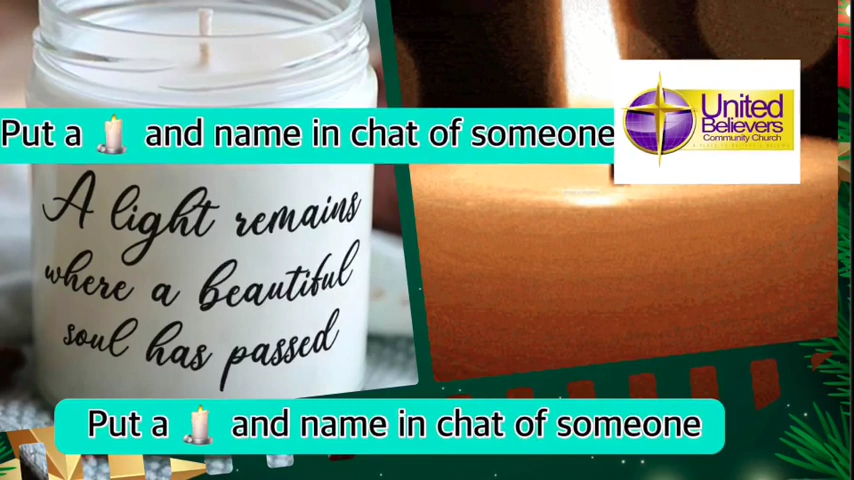 Put a 🕯️ and name in chat of someone
United
Believers
Community Church
A light remains
where a beautiful
soul has passed
Put a 🕯️ and name in chat of someone